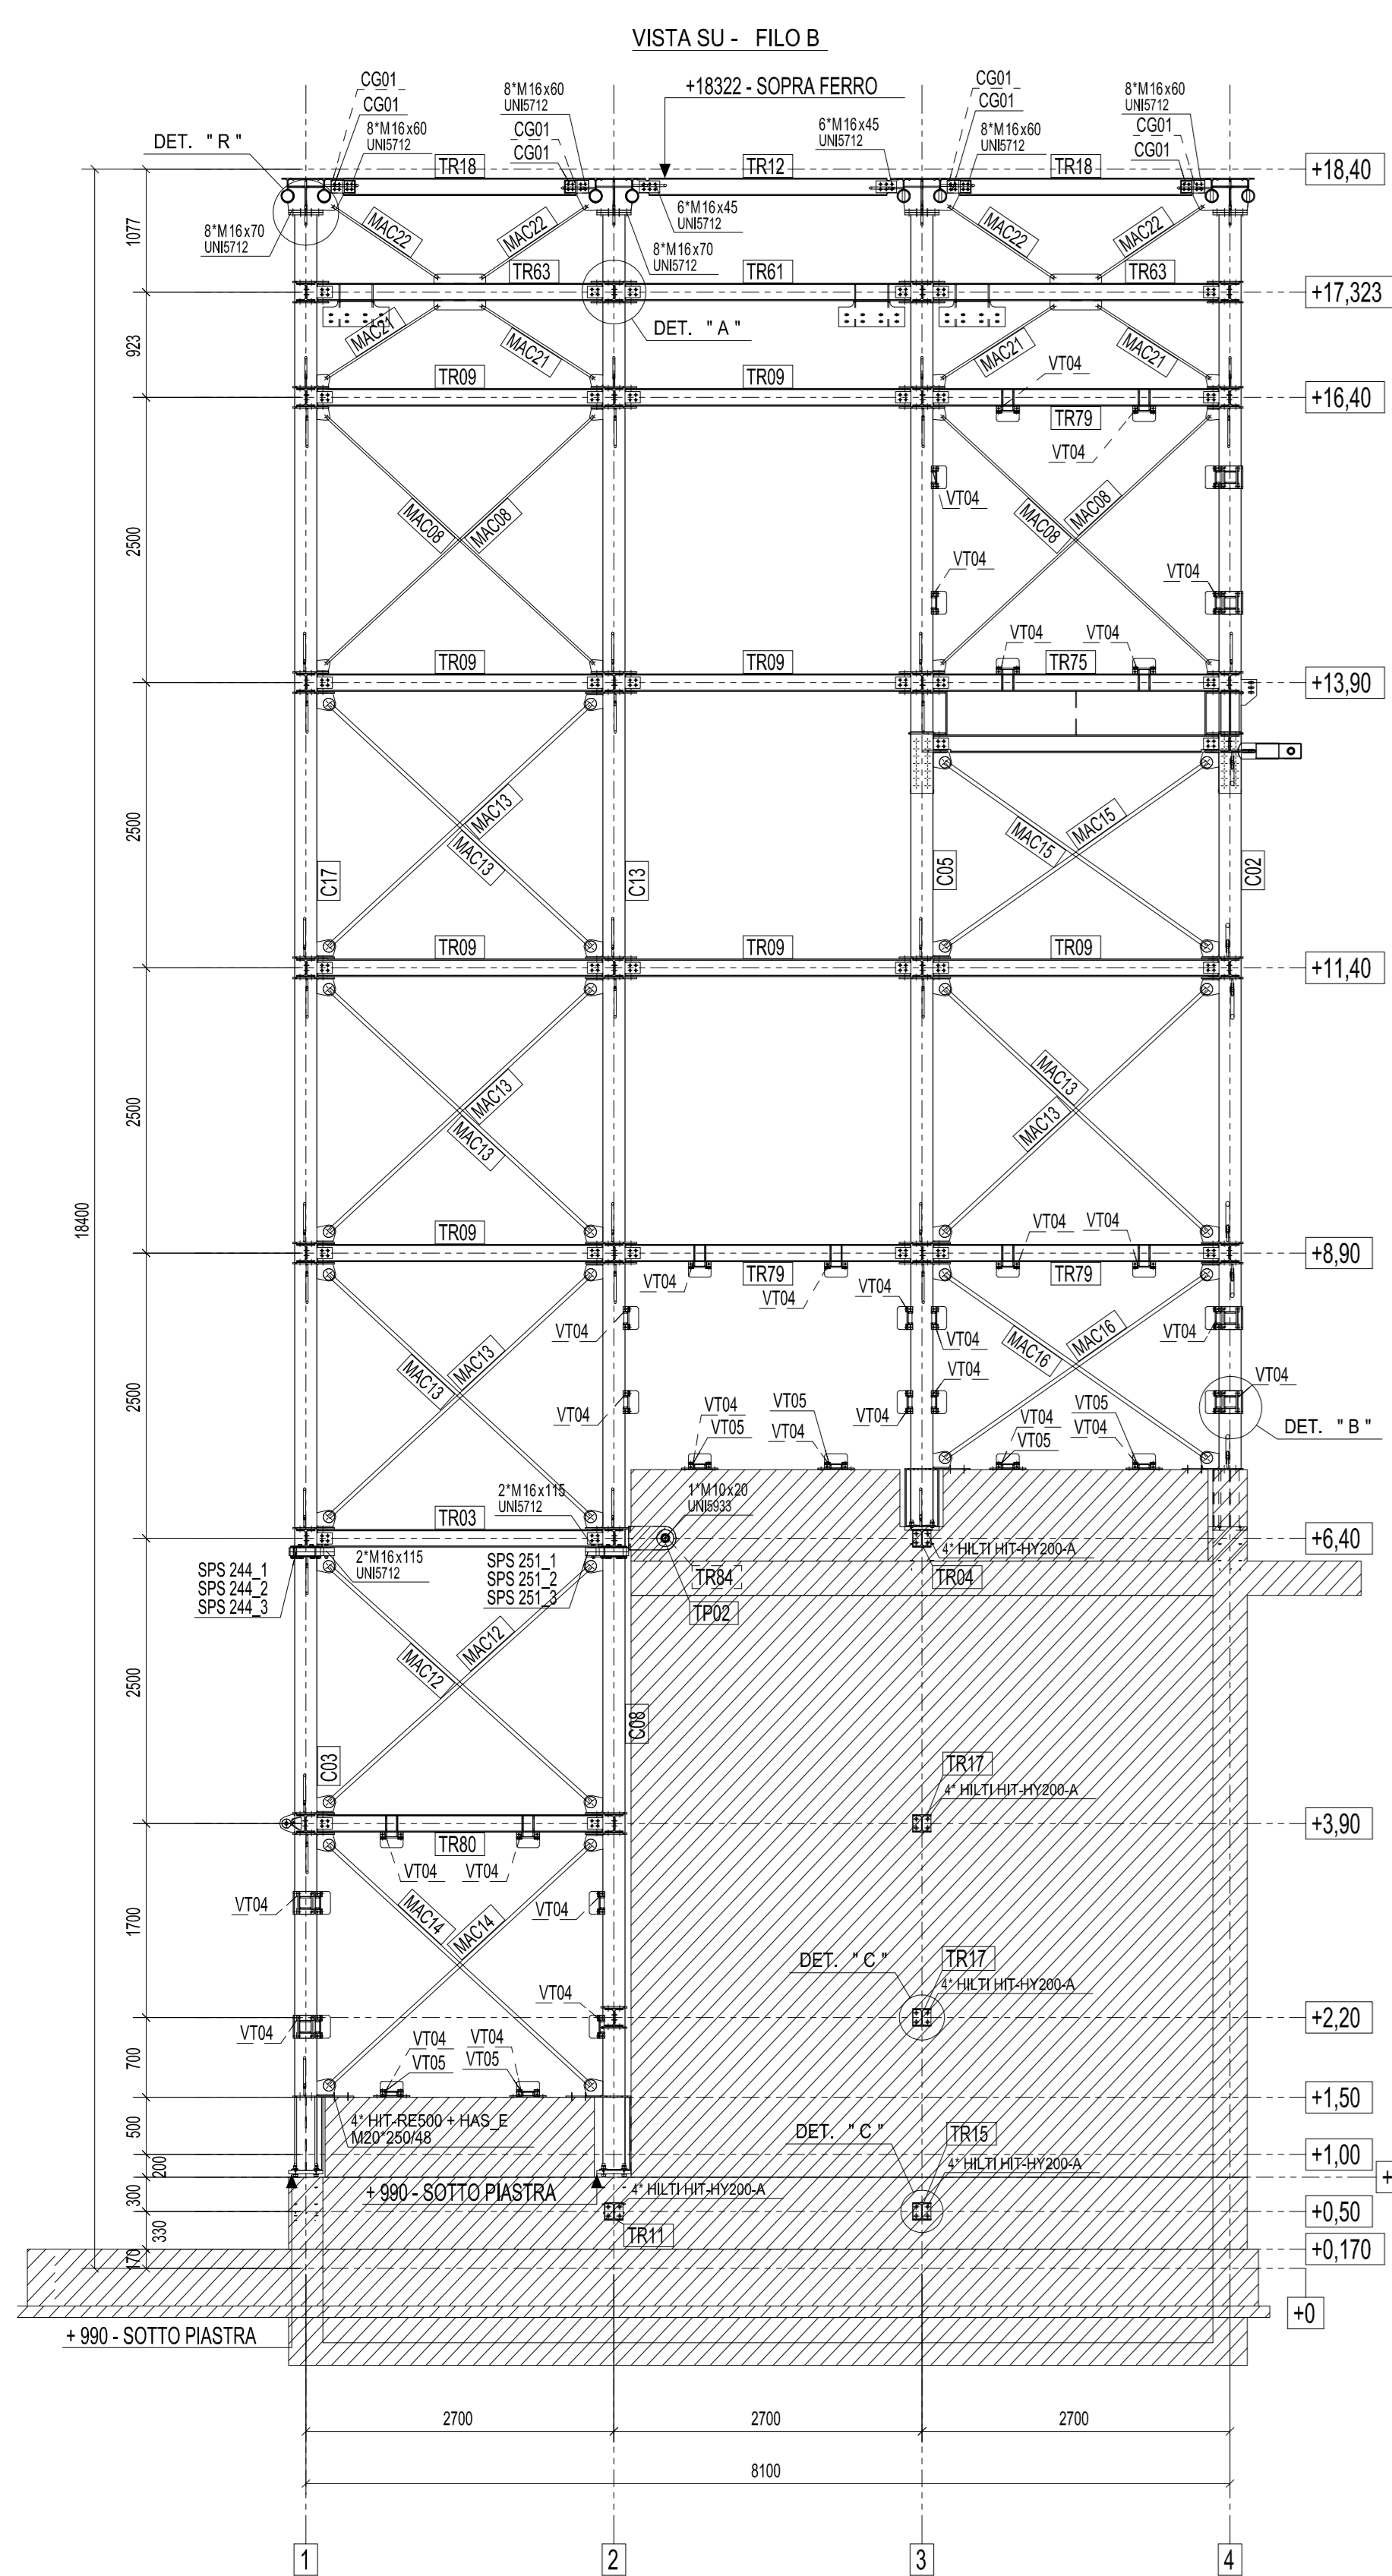 VISTA SU - FILO B
CG01
CG01
8*M16x60
UNI5712
8*M16x60
UNI5712
CG01
CG01
+18322 - SOPRA FERRO
6*M16x45
UNI5712
CG01
CG01
8*M16x60
UNI5712
8*M16x60
UNI5712
CG01
CG01
DET. "R"
TR18
TR12
TR18
+18,40
8*M16x70
UNI5712
MAC22
MAC22
6*M16x45
UNI5712
8*M16x70
UNI5712
MAC22
MAC22
1077
TR63
TR61
TR63
+17,323
DET. "A"
923
MAC21
MAC21
MAC21
MAC21
VT04
TR09
TR09
TR79
+16,40
VT04
VT04
2500
MAC08
MAC08
MAC08
MAC08
VT04
VT04
VT04
VT04
TR09
TR09
TR75
+13,90
2500
MAC13
MAC13
MAC15
MAC15
C17
C13
C05
C02
TR09
TR09
TR09
+11,40
2500
MAC13
MAC13
MAC13
MAC13
18400
TR09
VT04
VT04
+8,90
TR79
TR79
VT04
VT04
VT04
VT04
VT04
VT04
2500
MAC13
MAC13
MAC16
MAC16
VT04
VT04
VT04
VT04
DET. "B"
VT04
VT05
VT05
VT04
VT04
VT05
VT05
VT04
2*M16x115
UNI5712
1*M10x20
UNI5933
TR03
+6,40
2*M16x115
UNI5712
4* HILTI HIT-HY200-A
SPS 244_1
SPS 244_2
SPS 244_3
SPS 251_1
SPS 251_2
SPS 251_3
TR84
TR04
TP02
2500
MAC12
MAC12
C03
C08
TR17
4* HILTI HIT-HY200-A
+3,90
TR80
VT04
VT04
VT04
VT04
1700
MAC14
MAC14
DET. "C"
TR17
4* HILTI HIT-HY200-A
VT04
VT04
+2,20
700
VT04
VT05
VT04
VT05
+1,50
500
4* HIT-RE500 + HAS_E
M20*250/48
DET. "C"
TR15
4* HILTI HIT-HY200-A
+1,00
200
+
+ 990 - SOTTO PIASTRA
4* HILTI HIT-HY200-A
300
+0,50
TR11
330
+0,170
170
+0
+ 990 - SOTTO PIASTRA
2700
2700
2700
8100
1
2
3
4